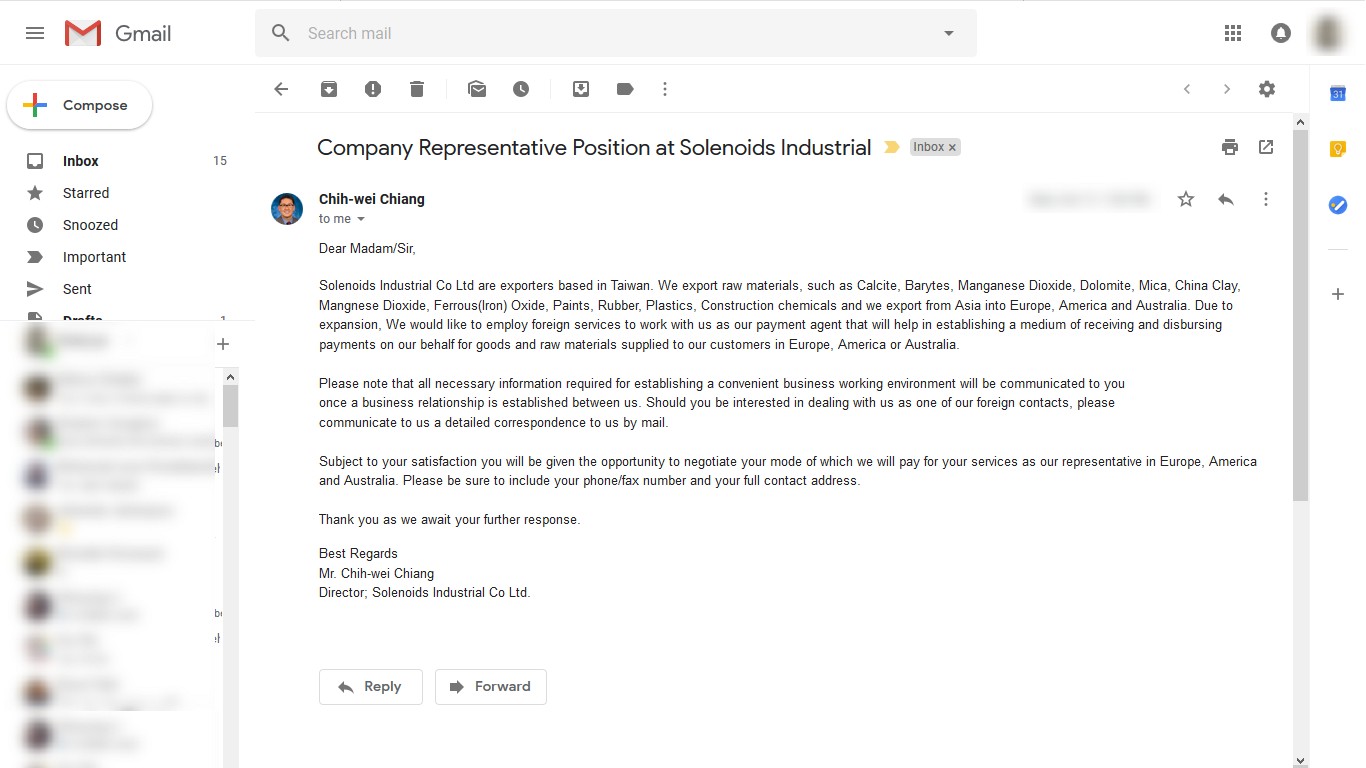 Gmail
Search mail
31
Compose
Company Representative Position at Solenoids Industrial
Inbox ×
Inbox 15
Starred
Snoozed
Important
Sent
Drafts
Chih-wei Chiang
to me
Dear Madam/Sir,
Solenoids Industrial Co Ltd are exporters based in Taiwan. We export raw materials, such as Calcite, Barytes, Manganese Dioxide, Dolomite, Mica, China Clay,
Mangnese Dioxide, Ferrous(Iron) Oxide, Paints, Rubber, Plastics, Construction chemicals and we export from Asia into Europe, America and Australia. Due to
expansion, We would like to employ foreign services to work with us as our payment agent that will help in establishing a medium of receiving and disbursing
payments on our behalf for goods and raw materials supplied to our customers in Europe, America or Australia.
Please note that all necessary information required for establishing a convenient business working environment will be communicated to you
once a business relationship is established between us. Should you be interested in dealing with us as one of our foreign contacts, please
communicate to us a detailed correspondence to us by mail.
Subject to your satisfaction you will be given the opportunity to negotiate your mode of which we will pay for your services as our representative in Europe, America
and Australia. Please be sure to include your phone/fax number and your full contact address.
Thank you as we await your further response.
Best Regards
Mr. Chih-wei Chiang
Director; Solenoids Industrial Co Ltd.
Reply
Forward